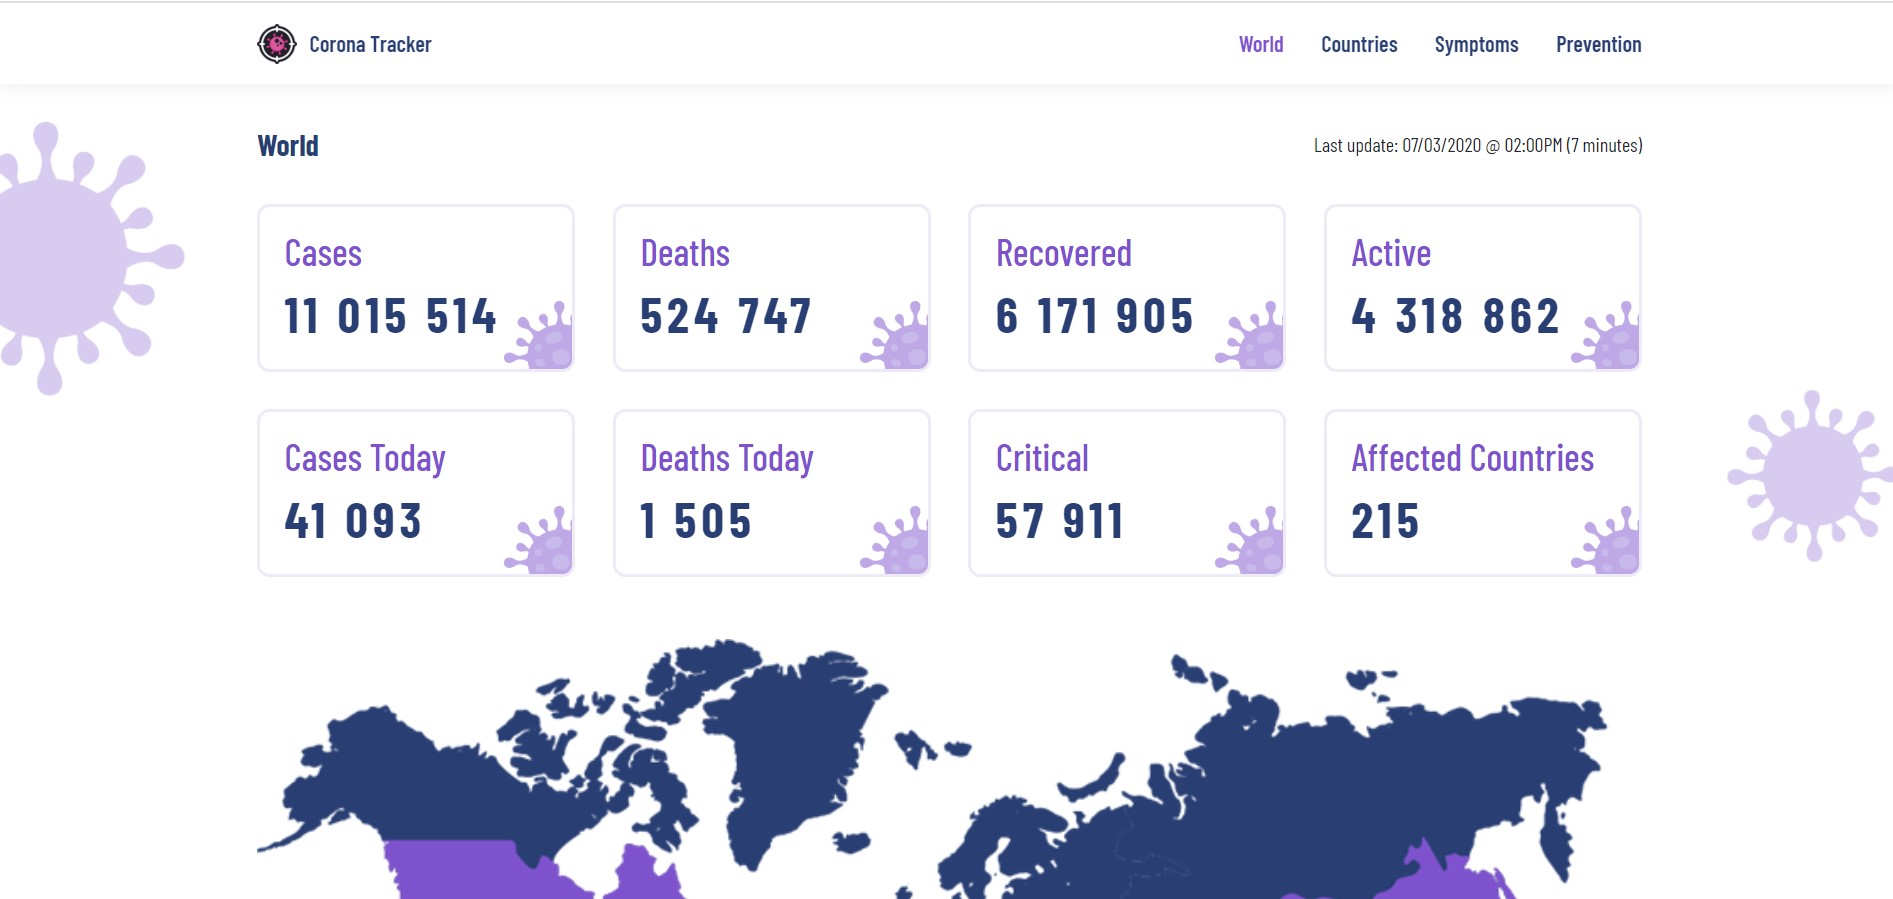 Corona Tracker
World Countries Symptoms Prevention
World
Last update: 07/03/2020 @ 02:00PM (7 minutes)
Cases
11 015 514
Deaths
524 747
Recovered
6 171 905
Active
4 318 862
Cases Today
41 093
Deaths Today
1 505
Critical
57 911
Affected Countries
215